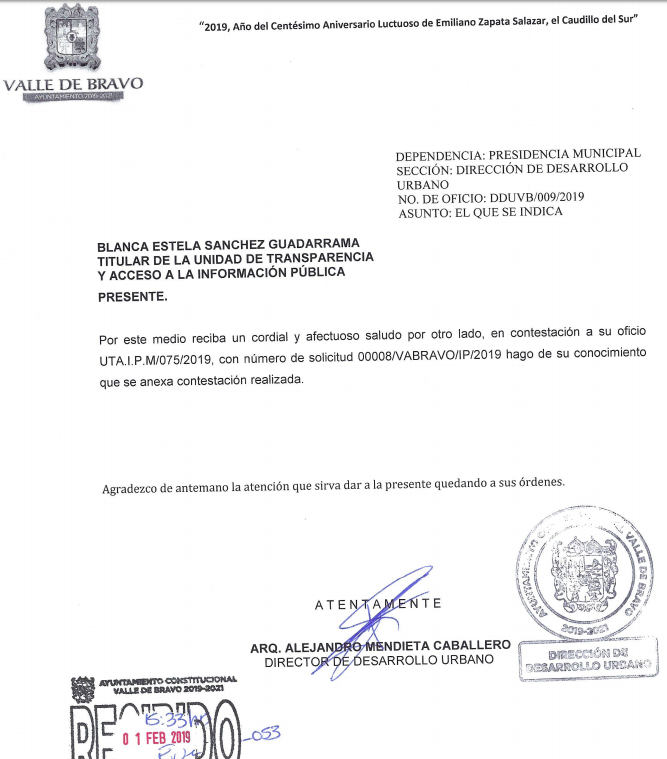 "2019, Año del Centésimo Aniversario Luctuoso de Emiliano Zapata Salazar, el Caudillo del Sur"
VALLE DE BRAVO
AYUNTAMIENTO 2019-2021
DEPENDENCIA: PRESIDENCIA MUNICIPAL
SECCIÓN: DIRECCIÓN DE DESARROLLO
URBANO
NO. DE OFICIO: DDUVB/009/2019
ASUNTO: EL QUE SE INDICA
BLANCA ESTELA SANCHEZ GUADARRAMA
TITULAR DE LA UNIDAD DE TRANSPARENCIA
Y ACCESO A LA INFORMACIÓN PÚBLICA
PRESENTE.
Por este medio reciba un cordial y afectuoso saludo por otro lado, en contestación a su oficio
UTA.I.P.M/075/2019, con número de solicitud 00008/VABRAVO/IP/2019 hago de su conocimiento
que se anexa contestación realizada.
Agradezco de antemano la atención que sirva dar a la presente quedando a sus órdenes.
A T E N T A M E N T E
ARQ. ALEJANDRO MENDIETA CABALLERO
DIRECTOR DE DESARROLLO URBANO
AYUNTAMIENTO VALLE DE BRAVO
2019-2021
DIRECCIÓN DE
DESARROLLO URBANO
AYUNTAMIENTO CONSTITUCIONAL
VALLE DE BRAVO 2019-2021
RECIBIDO
15:33
0 1 FEB 2019
-053